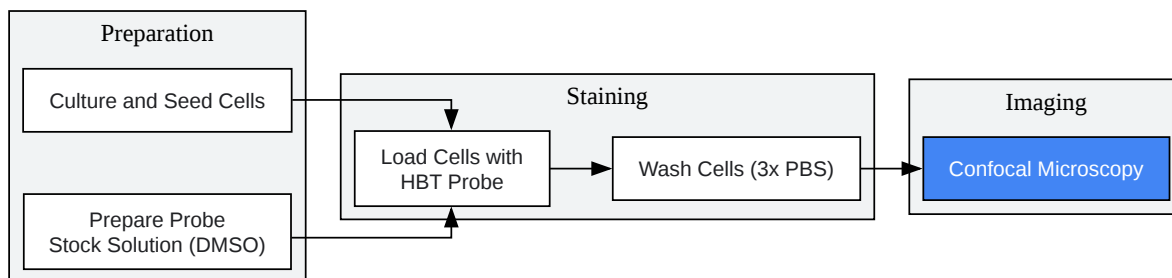 Preparation
Culture and Seed Cells
Prepare Probe
Stock Solution (DMSO)
Staining
Load Cells with
HBT Probe
Wash Cells (3x PBS)
Imaging
Confocal Microscopy